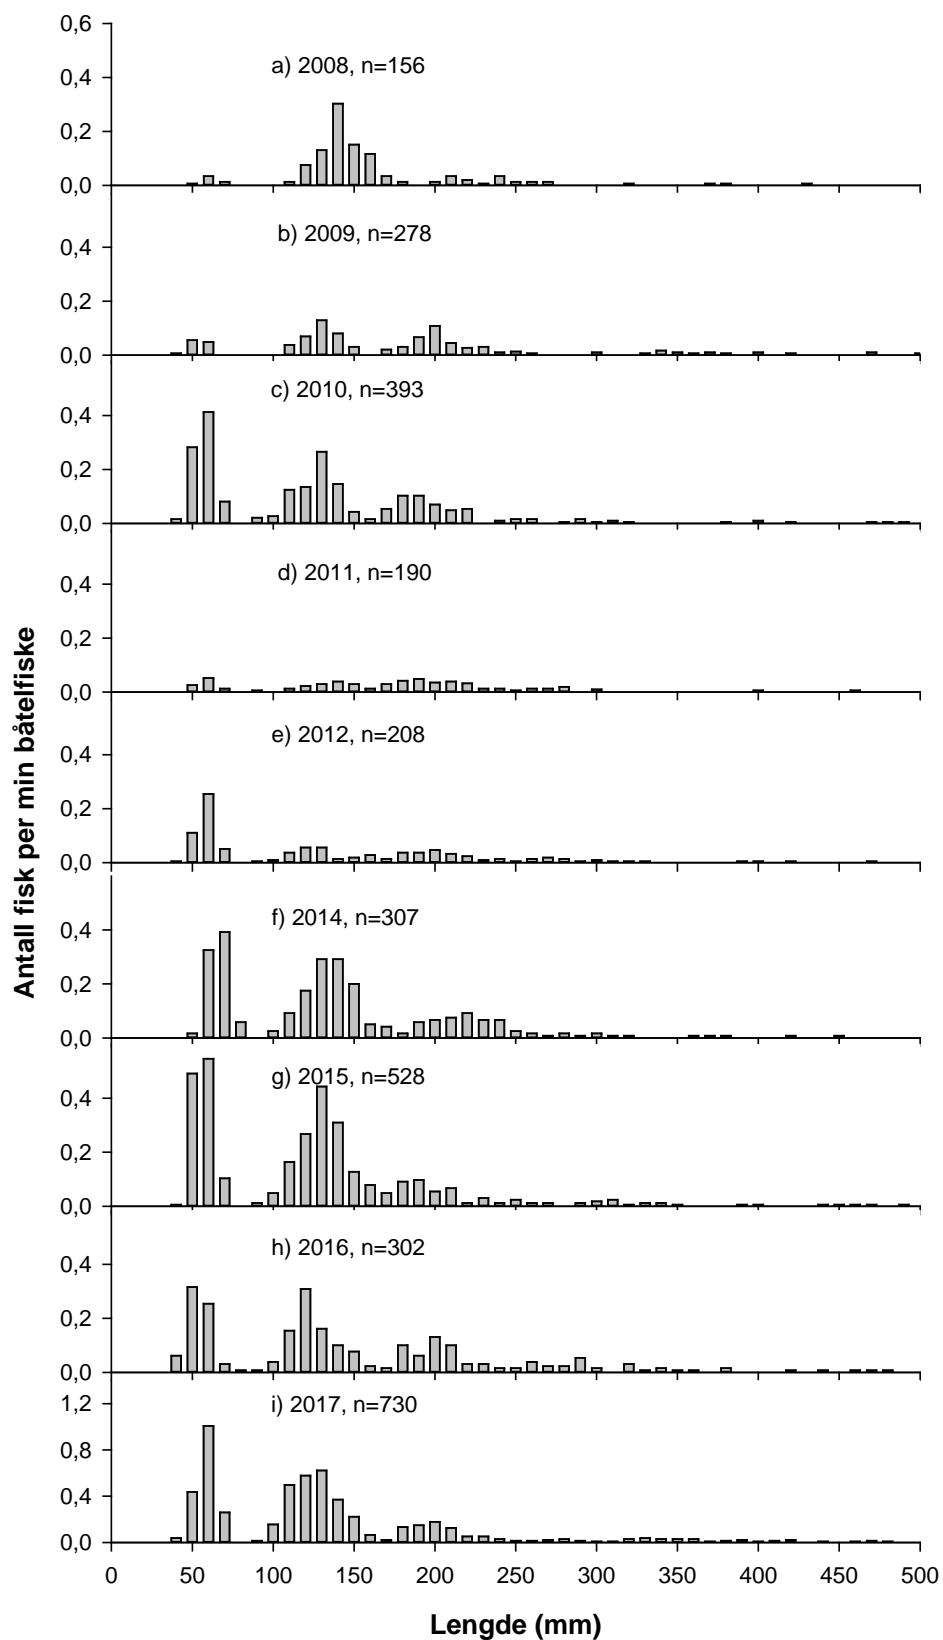 0,6
a) 2008, n=156
0,4
0,2
0,0
b) 2009, n=278
0,4
0,2
0,0
c) 2010, n=393
0,4
0,2
0,0
d) 2011, n=190
0,4
0,2
0,0
e) 2012, n=208
0,4
0,2
0,0
f) 2014, n=307
0,4
0,2
0,0
g) 2015, n=528
0,4
0,2
0,0
h) 2016, n=302
0,4
0,2
0,0
i) 2017, n=730
1,2
0,8
0,4
0,0
Antall fisk per min båtelfiske
0 50 100 150 200 250 300 350 400 450 500
Lengde (mm)